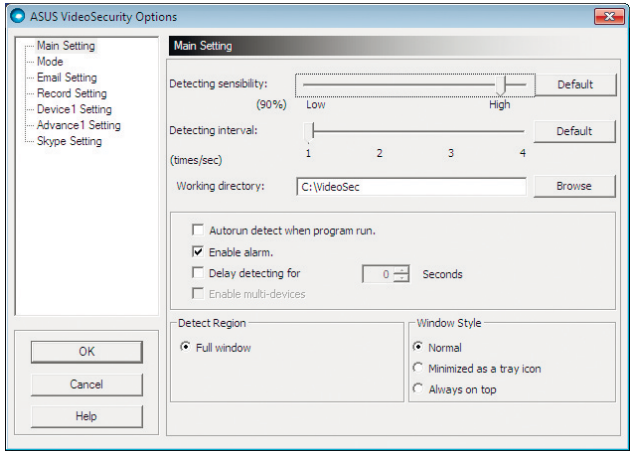 ASUS VideoSecurity Options
Main Setting
Mode
Email Setting
Record Setting
Device1 Setting
Advance1 Setting
Skype Setting
OK
Cancel
Help
Main Setting
Detecting sensibility:
Default
(90%) Low High
Detecting interval:
Default
(times/sec) 1 2 3 4
Working directory: C:\VideoSec Browse
Autorun detect when program run.
Enable alarm.
Delay detecting for 0 Seconds
Enable multi-devices
Detect Region
Full window
Window Style
Normal
Minimized as a tray icon
Always on top